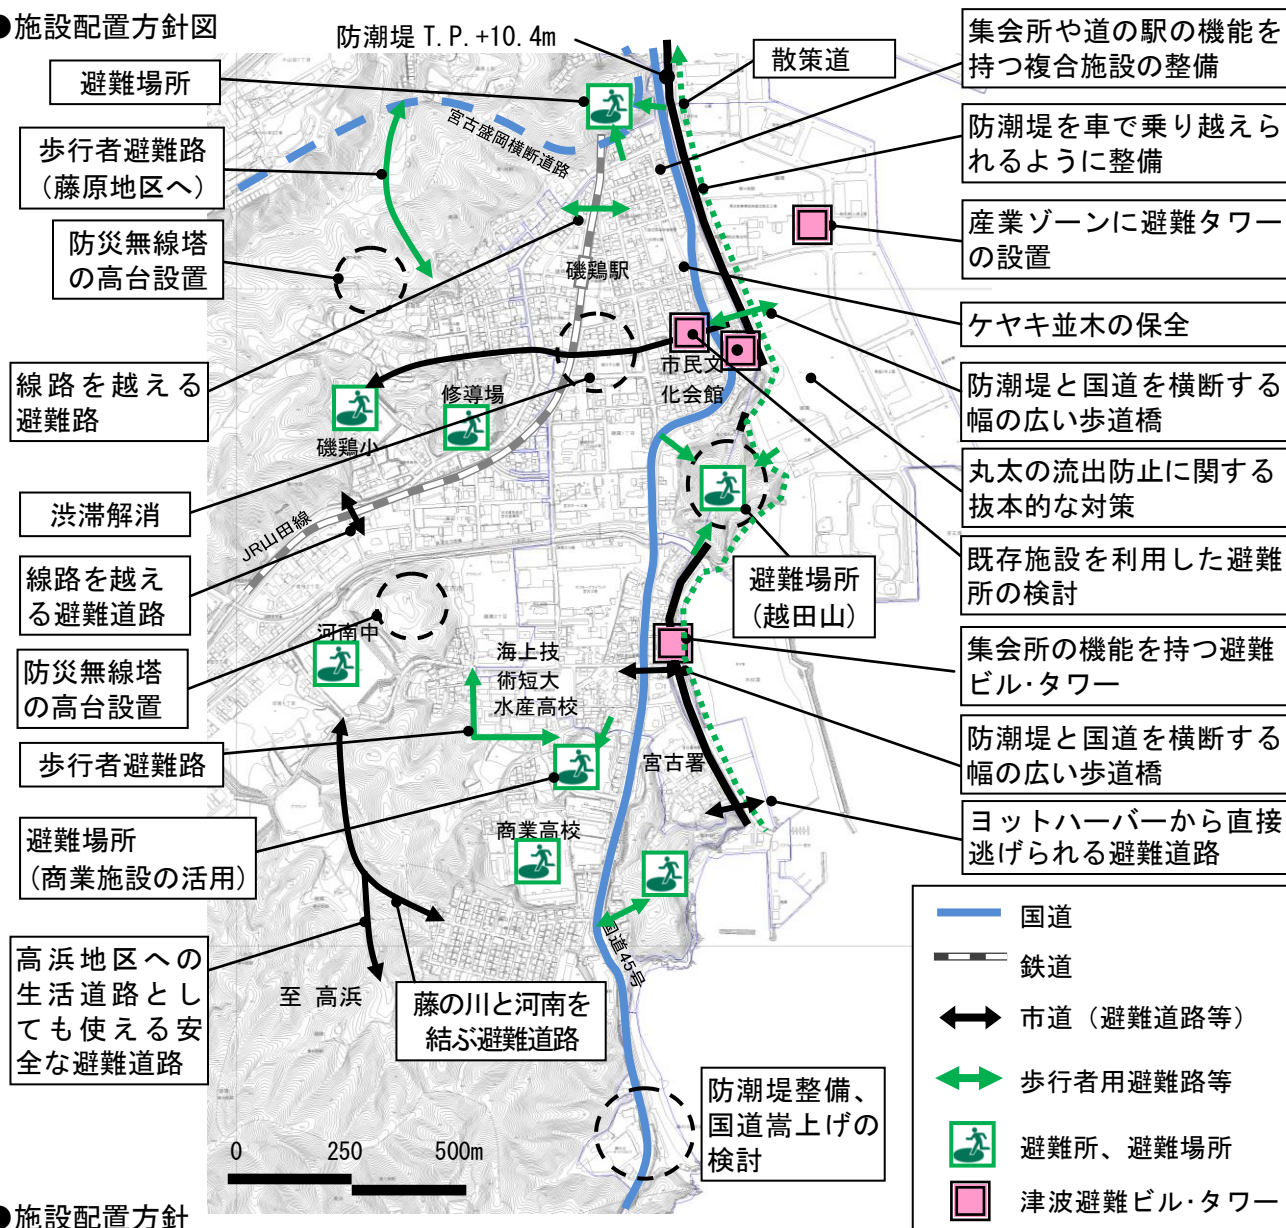 ●施設配置方針図
防潮堤 T.P.+10.4m
避難場所
歩行者避難路
(藤原地区へ)
防災無線塔
の高台設置
線路を越える
避難路
渋滞解消
線路を越え
る避難道路
防災無線塔
の高台設置
歩行者避難路
避難場所
(商業施設の活用)
高浜地区への
生活道路とし
ても使える安
全な避難道路
散策道
集会所や道の駅の機能を
持つ複合施設の整備
防潮堤を車で乗り越えら
れるように整備
産業ゾーンに避難タワー
の設置
ケヤキ並木の保全
防潮堤と国道を横断する
幅の広い歩道橋
丸太の流出防止に関する
抜本的な対策
既存施設を利用した避難
所の検討
集会所の機能を持つ避難
ビル･タワー
防潮堤と国道を横断する
幅の広い歩道橋
ヨットハーバーから直接
逃げられる避難道路
宮古盛岡横断道路
磯鶏駅
市民文
化会館
修導場
磯鶏小
JR山田線
避難場所
(越田山)
河南中
海上技
術短大
水産高校
宮古署
商業高校
国道45号
至 高浜
藤の川と河南を
結ぶ避難道路
防潮堤整備、
国道嵩上げの
検討
0 250 500m
国道
鉄道
市道（避難道路等）
歩行者用避難路等
避難所、避難場所
津波避難ビル･タワー
●施設配置方針